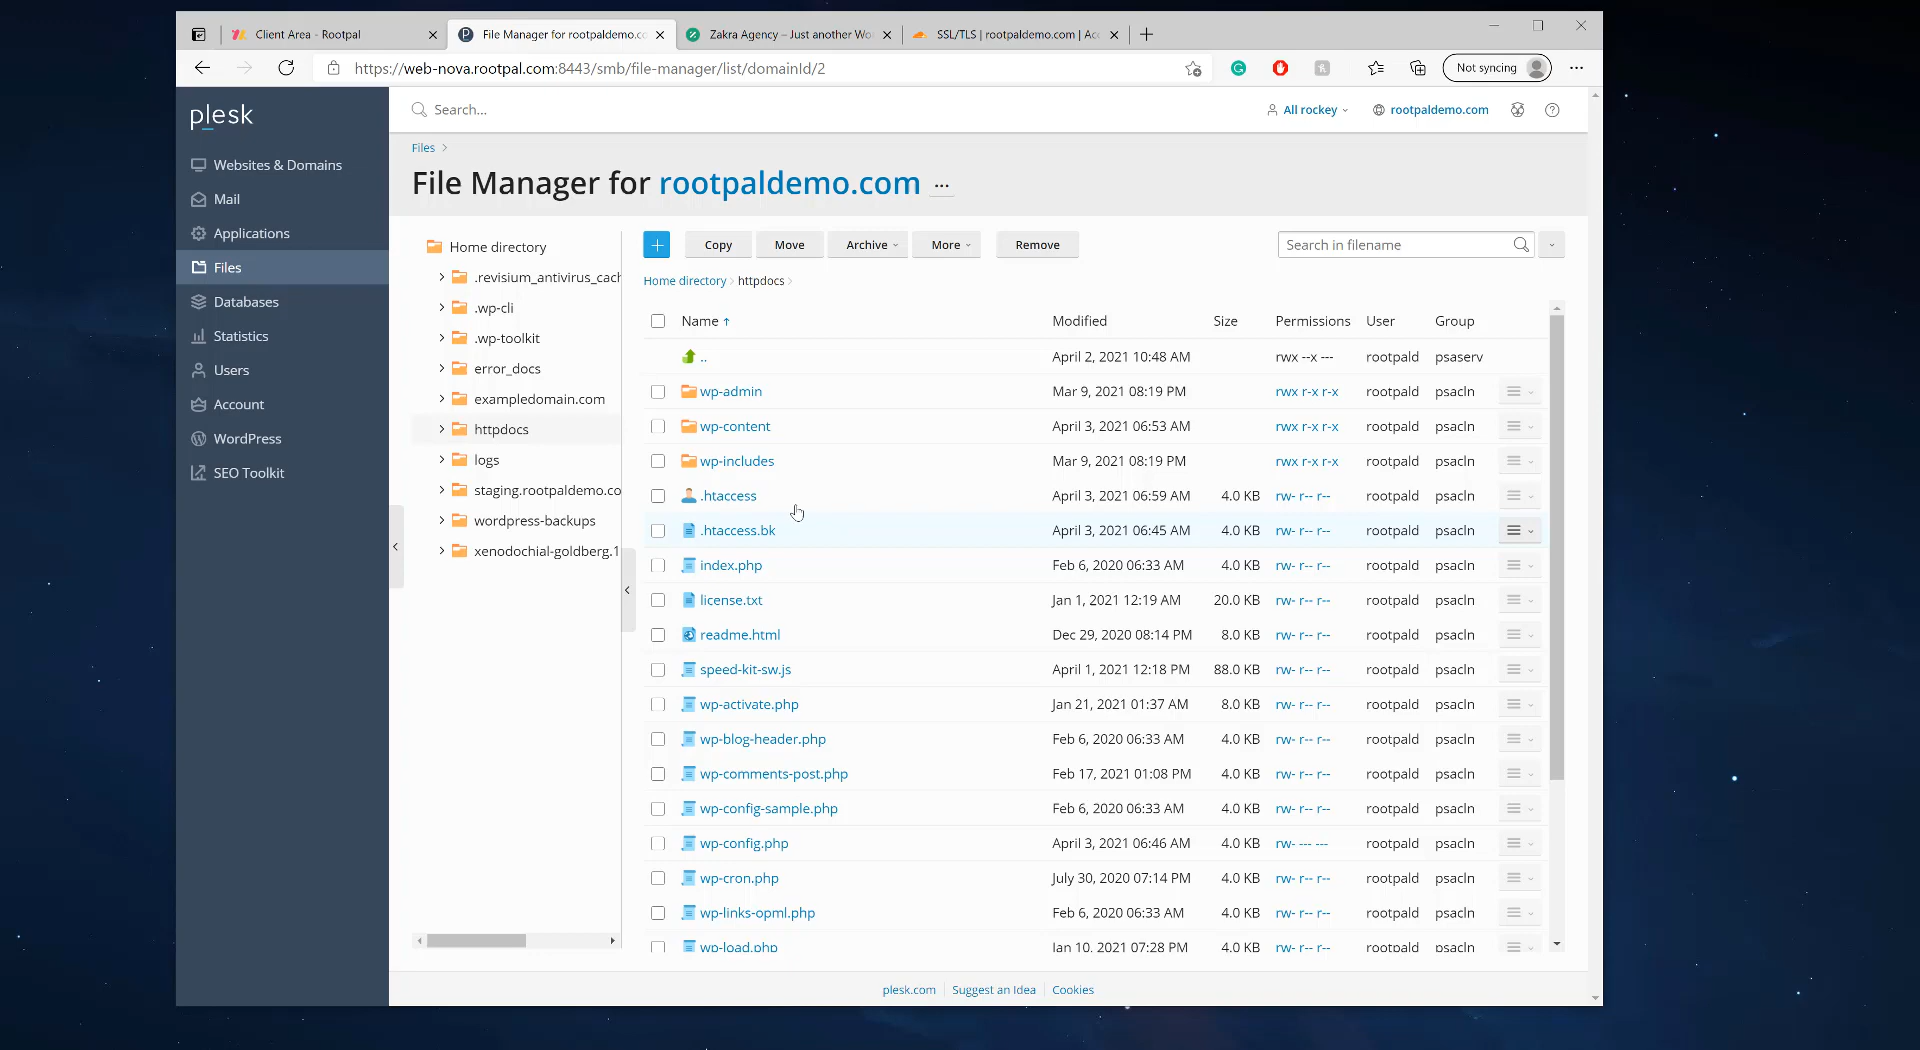 Client Area - Rootpal
File Manager for rootpaldemo.co
Zakra Agency – Just another Wo
SSL/TLS | rootpaldemo.com | Acc
https://web-nova.rootpal.com:8443/smb/file-manager/list/domainId/2
Not syncing
plesk
Search...
All rockey
rootpaldemo.com
Websites & Domains
Mail
Applications
Files
Databases
Statistics
Users
Account
WordPress
SEO Toolkit
Files >
File Manager for rootpaldemo.com ...
Home directory
.revisium_antivirus_cach
.wp-cli
.wp-toolkit
error_docs
exampledomain.com
httpdocs
logs
staging.rootpaldemo.co
wordpress-backups
xenodochial-goldberg.1
+ Copy Move Archive More Remove
Search in filename
Home directory > httpdocs >
Name ↑ Modified Size Permissions User Group
.. April 2, 2021 10:48 AM rwx --x --- rootpald psaserv
wp-admin Mar 9, 2021 08:19 PM rwx r-x r-x rootpald psacln
wp-content April 3, 2021 06:53 AM rwx r-x r-x rootpald psacln
wp-includes Mar 9, 2021 08:19 PM rwx r-x r-x rootpald psacln
.htaccess April 3, 2021 06:59 AM 4.0 KB rw- r-- r-- rootpald psacln
.htaccess.bk April 3, 2021 06:45 AM 4.0 KB rw- r-- r-- rootpald psacln
index.php Feb 6, 2020 06:33 AM 4.0 KB rw- r-- r-- rootpald psacln
license.txt Jan 1, 2021 12:19 AM 20.0 KB rw- r-- r-- rootpald psacln
readme.html Dec 29, 2020 08:14 PM 8.0 KB rw- r-- r-- rootpald psacln
speed-kit-sw.js April 1, 2021 12:18 PM 88.0 KB rw- r-- r-- rootpald psacln
wp-activate.php Jan 21, 2021 01:37 AM 8.0 KB rw- r-- r-- rootpald psacln
wp-blog-header.php Feb 6, 2020 06:33 AM 4.0 KB rw- r-- r-- rootpald psacln
wp-comments-post.php Feb 17, 2021 01:08 PM 4.0 KB rw- r-- r-- rootpald psacln
wp-config-sample.php Feb 6, 2020 06:33 AM 4.0 KB rw- r-- r-- rootpald psacln
wp-config.php April 3, 2021 06:46 AM 4.0 KB rw- --- --- rootpald psacln
wp-cron.php July 30, 2020 07:14 PM 4.0 KB rw- r-- r-- rootpald psacln
wp-links-opml.php Feb 6, 2020 06:33 AM 4.0 KB rw- r-- r-- rootpald psacln
wp-load.php Jan 10, 2021 07:28 PM 4.0 KB rw- r-- r-- rootpald psacln
plesk.com Suggest an Idea Cookies